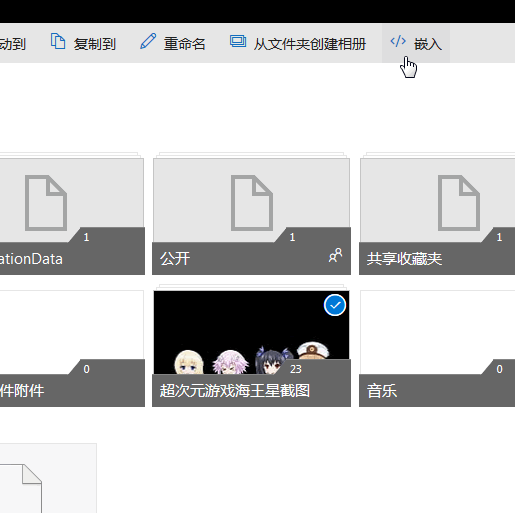 动到 复制到 重命名 从文件夹创建相册 嵌入
1 1 1
ationData 公开 共享收藏夹
0 23 0
件附件 超次元游戏海王星截图 音乐